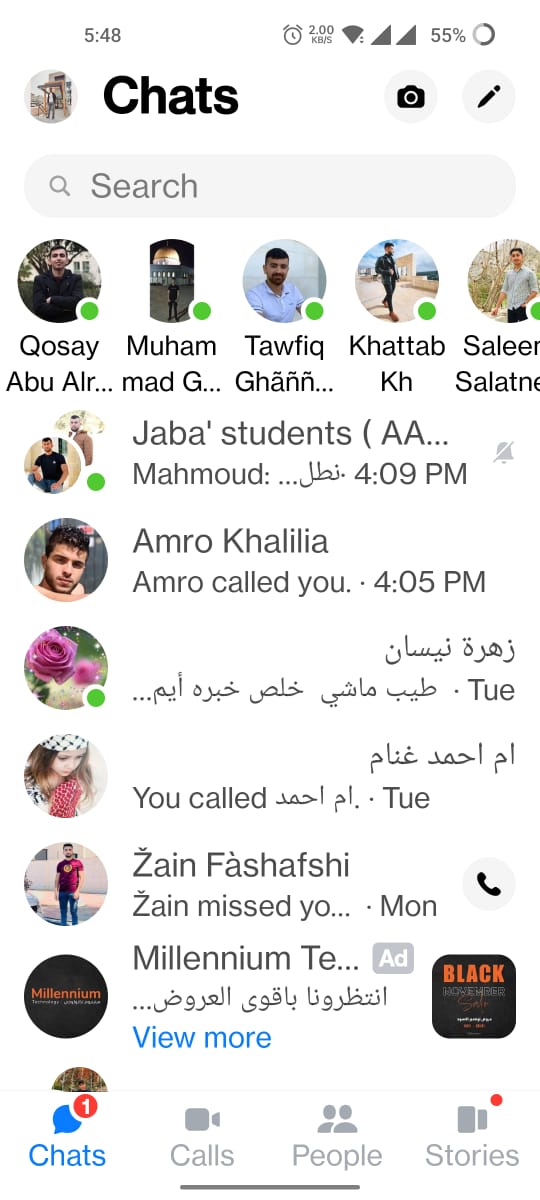 5:48
2.00 KB/S
55%
Chats
Search
Qosay Abu Alr...
Muham mad G...
Tawfiq Ghãññ...
Khattab Kh
Saleer Salatne
Jaba' students ( AA...
Mahmoud: نطل... · 4:09 PM
Amro Khalilia
Amro called you. · 4:05 PM
زهرة نيسان
طيب ماشي خلص خبره أيم... · Tue
ام احمد غنام
You called ام احمد. · Tue
Žain Fàshafshi
Žain missed yo... · Mon
Millennium Te... Ad
انتظرونا باقوى العروض...
View more
Millennium
Technology
BLACK
NOVEMBER
Sale
1
Chats
Calls
People
Stories